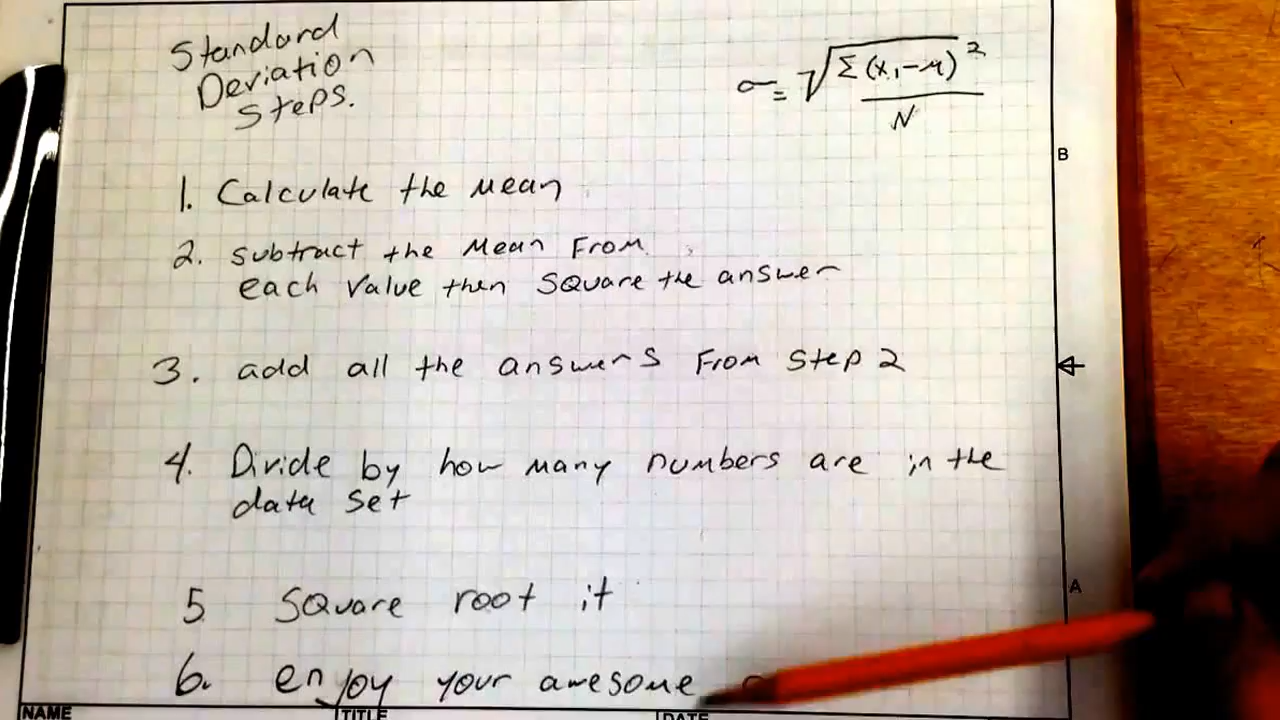 Standard
Deviation
Steps.
σ = √Σ(x₁-μ)²
N
B
1. Calculate the Mean
2. Subtract the Mean From
each Value then Square the answer
3. add all the answers From Step 2
4. Divide by how many numbers are in the
data Set
5 Square root it
6. enjoy your awesome
A
NAME
TITLE
DATE